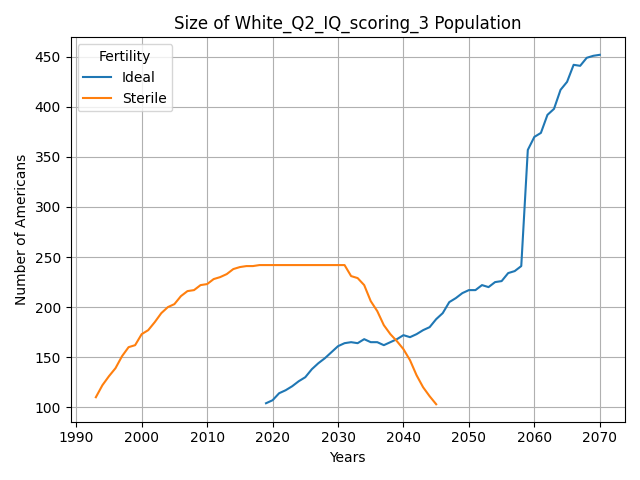 Size of White_Q2_IQ_scoring_3 Population
Fertility
Ideal
Sterile
Number of Americans
450
400
350
300
250
200
150
100
1990
2000
2010
2020
2030
2040
2050
2060
2070
Years